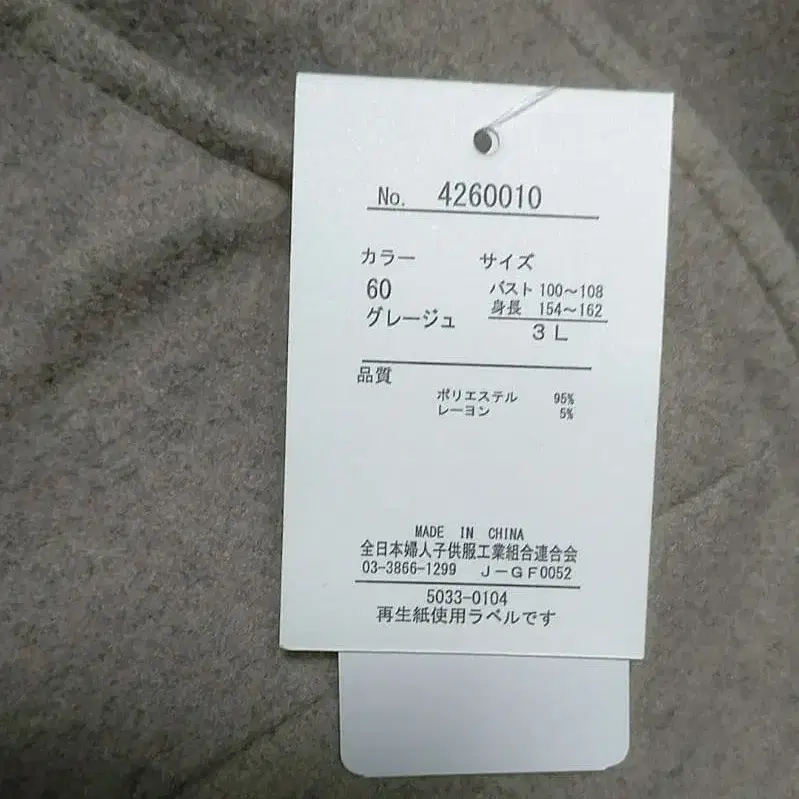 No. 4260010
カラー サイズ
60 バスト 100～108
グレージュ 身長 154～162
3L
品質
ポリエステル 95%
レーヨン 5%
MADE IN CHINA
全日本婦人子供服工業組合連合会
03-3866-1299 J-GF0052
5033-0104
再生紙使用ラベルです